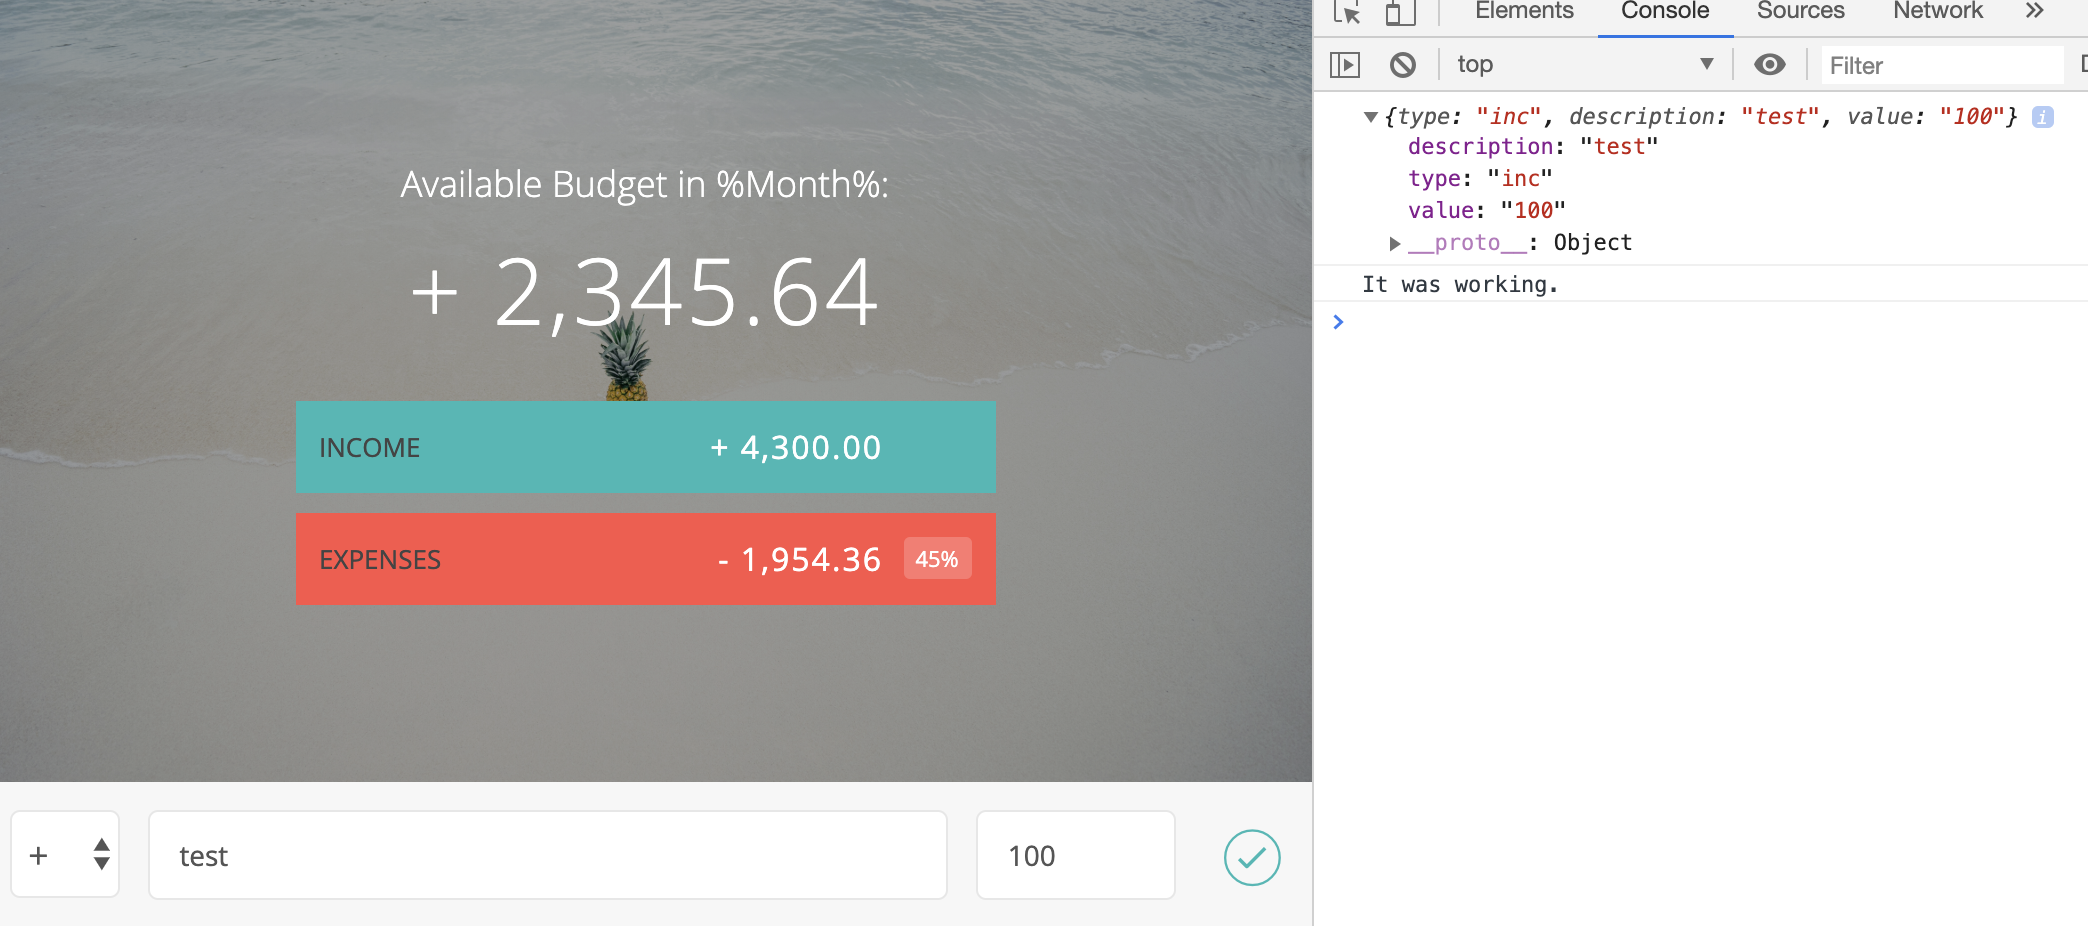 Available Budget in %Month%:
+ 2,345.64
INCOME + 4,300.00
EXPENSES - 1,954.36 45%
+ test 100
Elements Console Sources Network »
top ▼ Filter
▼{type: "inc", description: "test", value: "100"} i
description: "test"
type: "inc"
value: "100"
▶__proto__: Object
It was working.
>